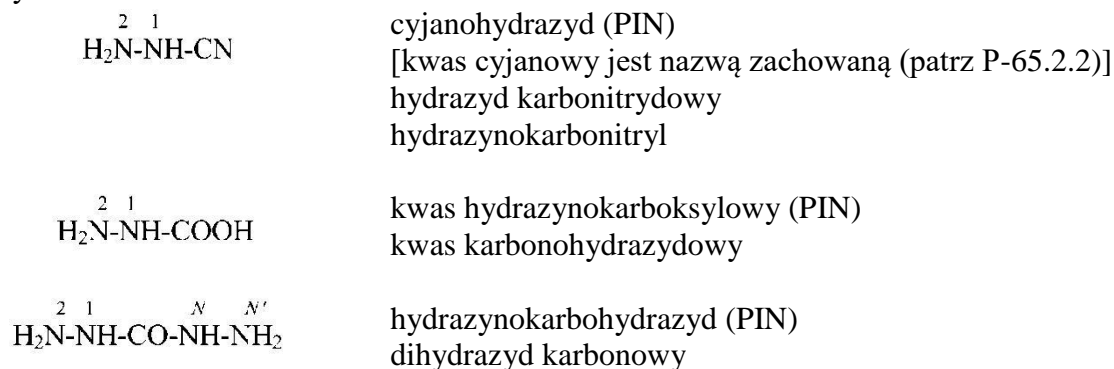 2 1
H₂N-NH-CN
cyjanohydrazyd (PIN)
[kwas cyjanowy jest nazwą zachowaną (patrz P-65.2.2)]
hydrazyd karbonitrydowy
hydrazynokarbonitryl
2 1
H₂N-NH-COOH
kwas hydrazynokarboksylowy (PIN)
kwas karbonohydrazydowy
2 1 N N'
H₂N-NH-CO-NH-NH₂
hydrazynokarbohydrazyd (PIN)
dihydrazyd karbonowy